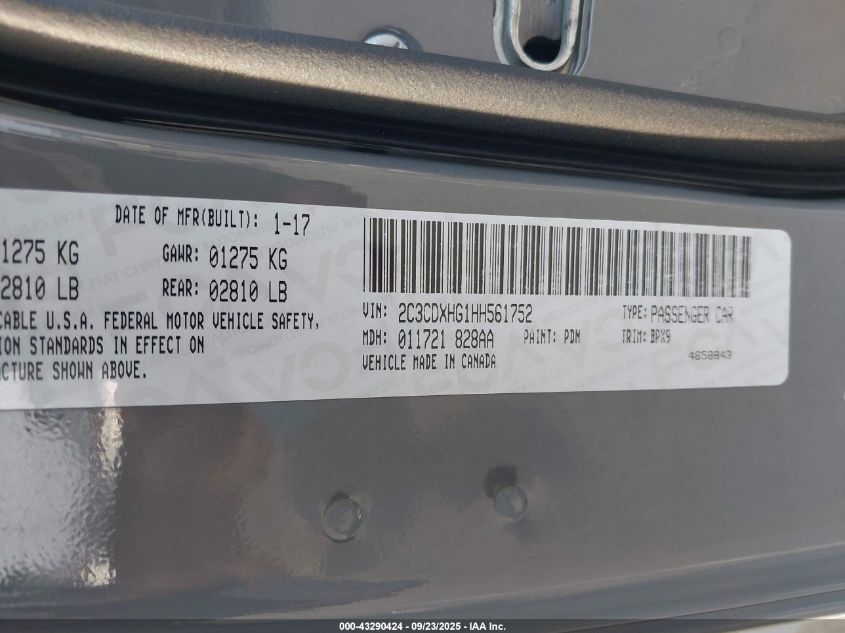 DATE OF MFR(BUILT): 1-17
1275 KG GAWR: 01275 KG
2810 LB REAR: 02810 LB
CABLE U.S.A. FEDERAL MOTOR VEHICLE SAFETY,
ION STANDARDS IN EFFECT ON
ACTURE SHOWN ABOVE.
VIN: 2C3CDXHG1HH561752 TYPE: PASSENGER CAR
MDH: 011721 828AA PAINT: PDN TRIM: BPX9
VEHICLE MADE IN CANADA 4658843
000-43290424 - 09/23/2025 - IAA Inc.